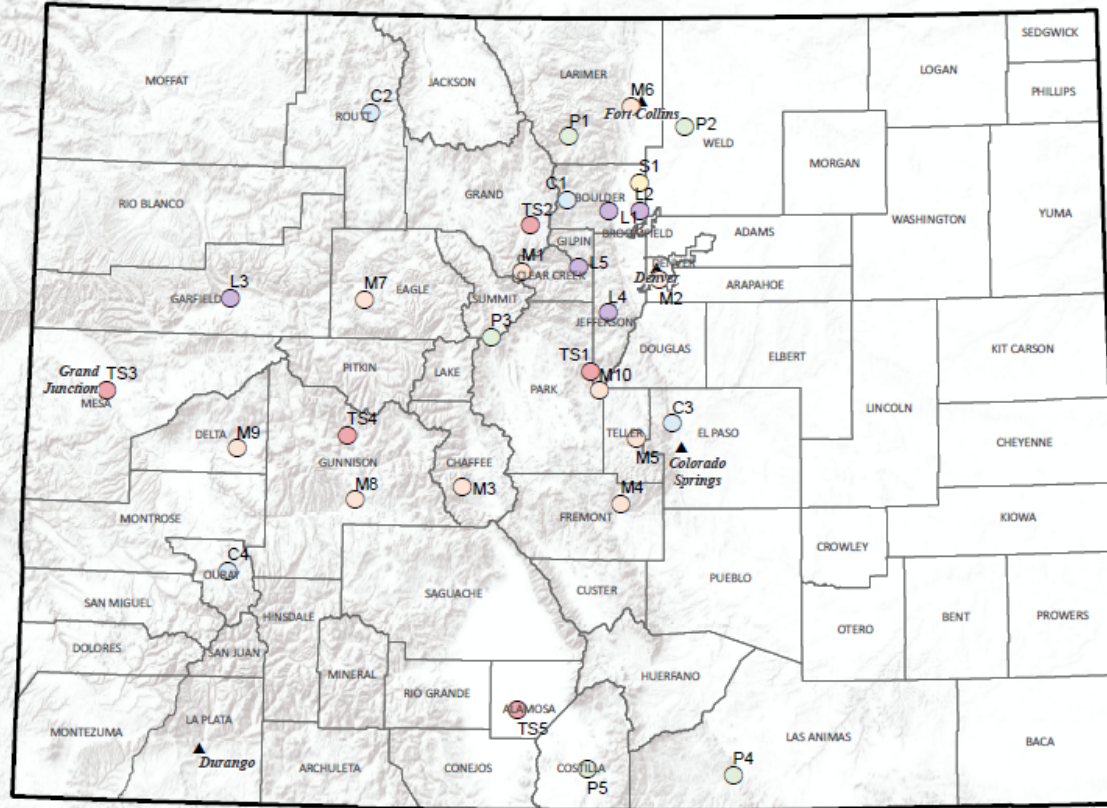 SEDGWICK
LOGAN
MOFFAT
JACKSON
LARIMER
PHILLIPS
C2
ROUTT
M6
Fort Collins
P1
P2
WELD
MORGAN
S1
RIO BLANCO
GRAND
C1
BOULDER
L2
L1
TS2
WASHINGTON
YUMA
BROOMFIELD
ADAMS
GILPIN
M1
CLEAR CREEK
L5
DENVER
Denver
ARAPAHOE
M2
L3
GARFIELD
M7
EAGLE
SUMMIT
L4
JEFFERSON
P3
DOUGLAS
ELBERT
KIT CARSON
PITKIN
LAKE
TS1
M10
PARK
Grand
Junction
TS3
MESA
LINCOLN
C3
EL PASO
TS4
DELTA
M9
GUNNISON
TELLER
M5
Colorado
Springs
CHEYENNE
CHAFFEE
M3
M8
M4
FREMONT
MONTROSE
KIOWA
CROWLEY
C4
OURAY
PUEBLO
SAGUACHE
CUSTER
SAN MIGUEL
HINSDALE
BENT
PROWERS
OTERO
DOLORES
SAN JUAN
MINERAL
HUERFANO
RIO GRANDE
ALAMOSA
TS5
LA PLATA
MONTEZUMA
LAS ANIMAS
BACA
Durango
ARCHULETA
CONEJOS
COSTILLA
P5
P4